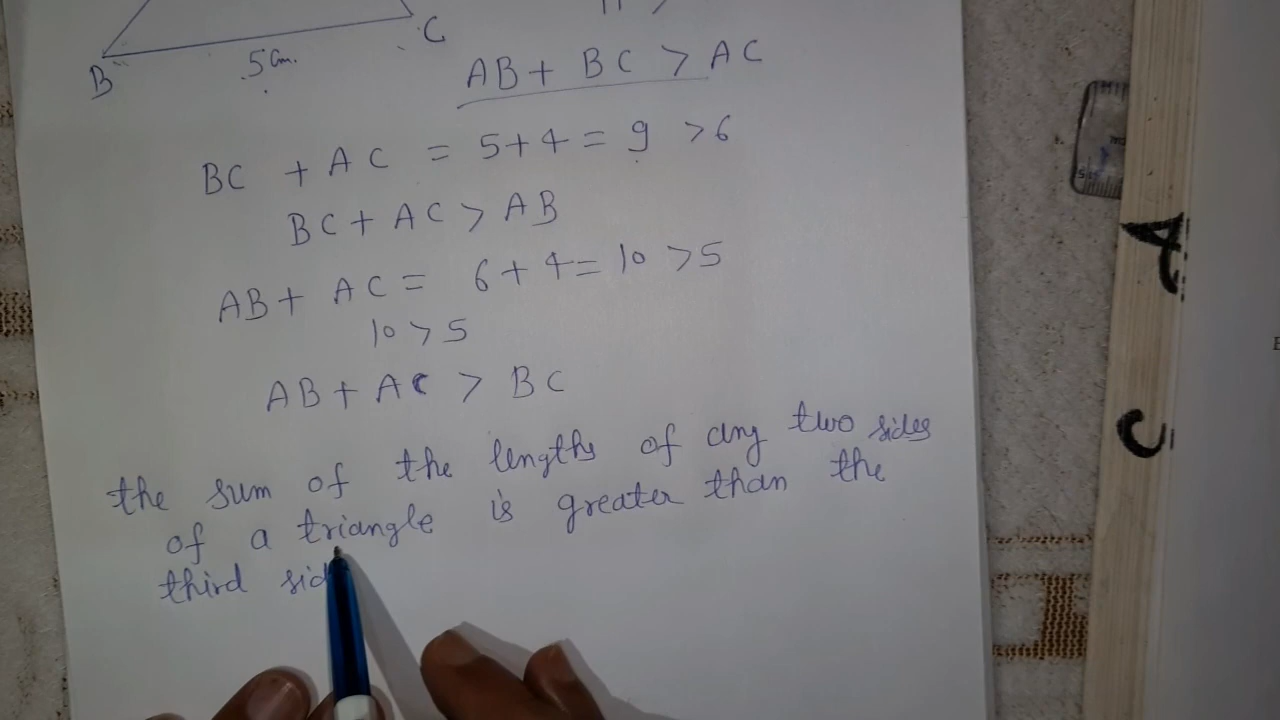 B
5 Cm.
C
AB + BC > AC
BC + AC = 5+4 = 9 >6
BC + AC > AB
AB + AC = 6+4= 10 >5
10 > 5
AB + AC > BC
the sum of the lengths of any two sides
of a triangle is greater than the
third
A
C